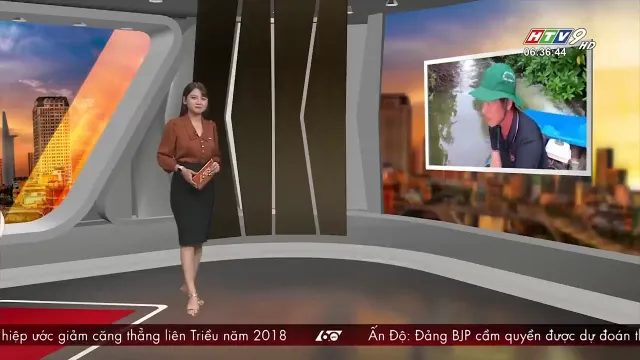 HTV9 HD
06:36:44
hiệp ước giảm căng thẳng liên Triều năm 2018 60 Ấn Độ: Đảng BJP cầm quyền được dự đoán t